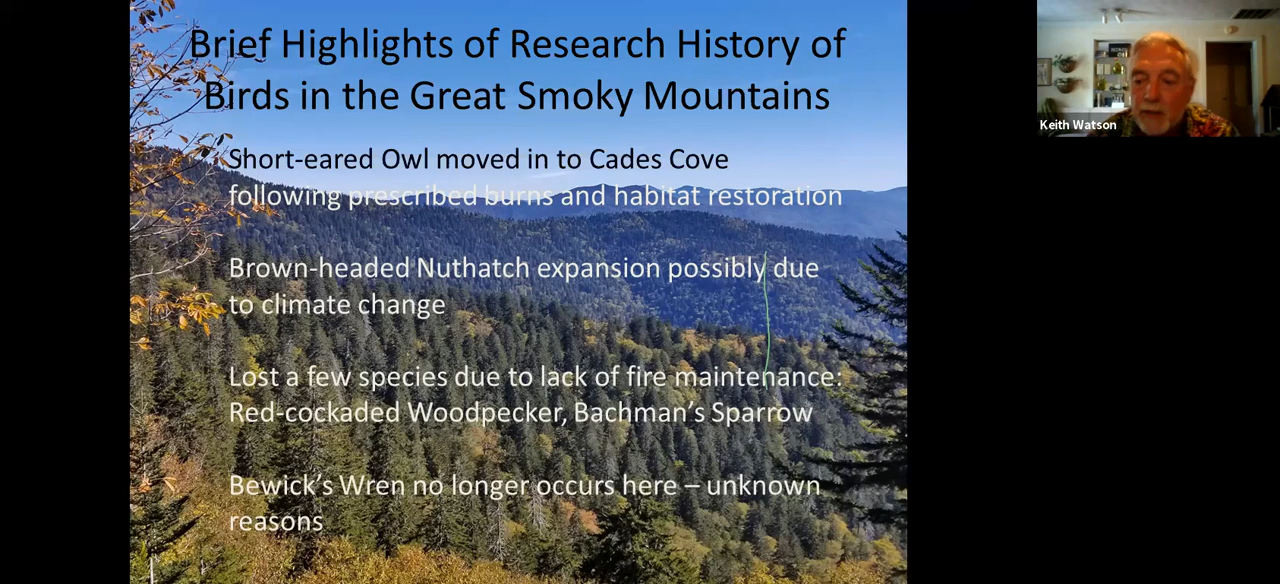 Brief Highlights of Research History of
Birds in the Great Smoky Mountains
Short-eared Owl moved in to Cades Cove
following prescribed burns and habitat restoration
Brown-headed Nuthatch expansion possibly due
to climate change
Lost a few species due to lack of fire maintenance:
Red-cockaded Woodpecker, Bachman’s Sparrow
Bewick’s Wren no longer occurs here – unknown
reasons
Keith Watson